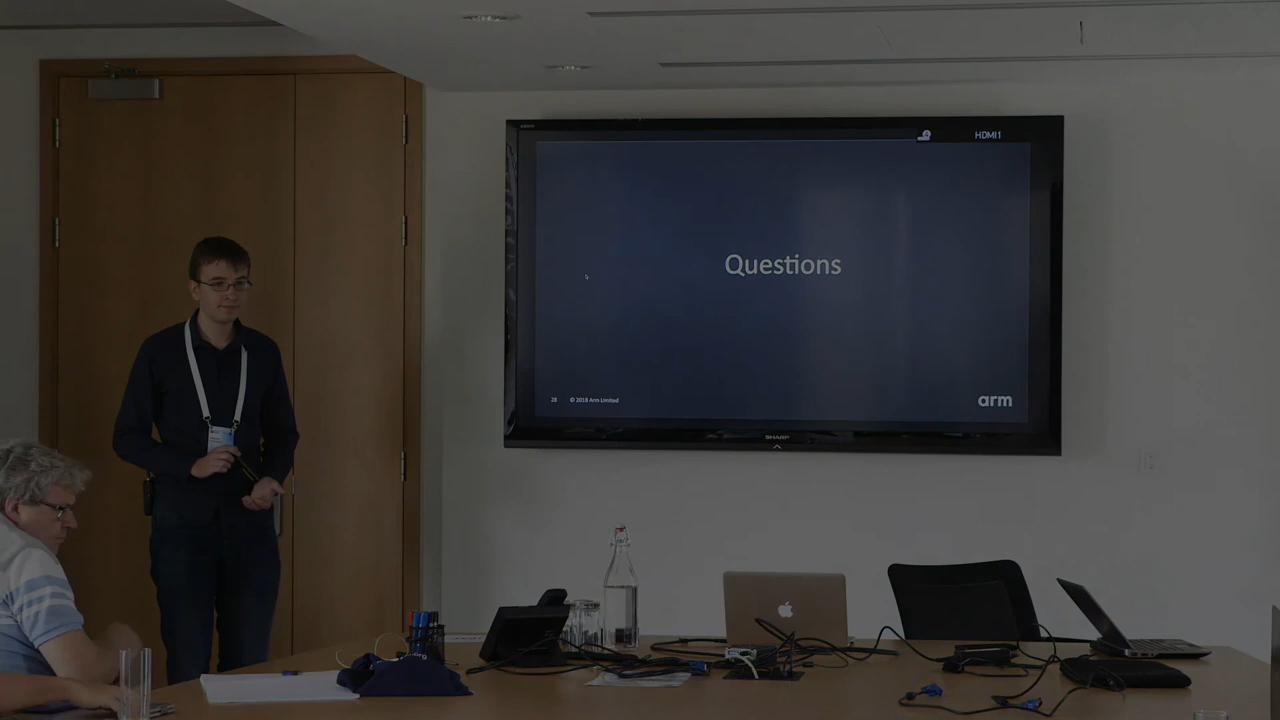 HDMI1
Questions
28 © 2018 Arm Limited
arm
SHARP